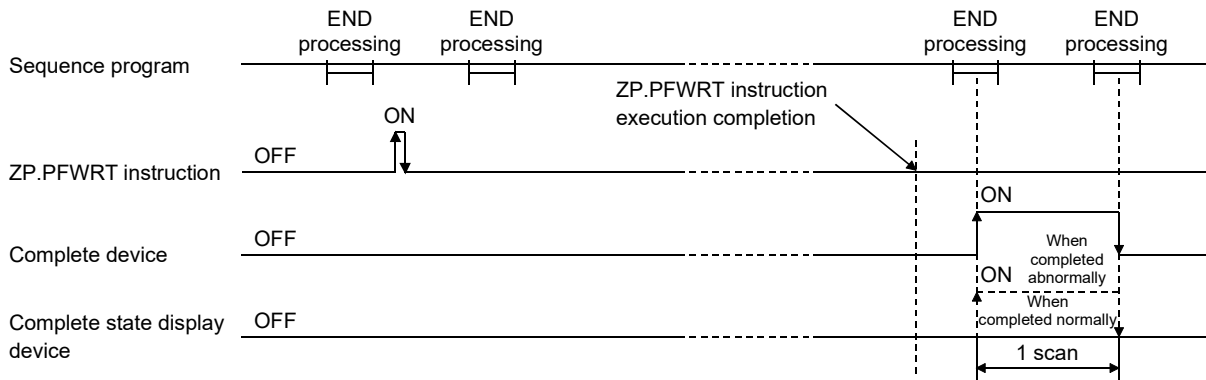 END
processing
END
processing
END
processing
END
processing
Sequence program
ZP.PFWRT instruction
execution completion
ON
OFF
ZP.PFWRT instruction
ON
OFF
Complete device
When
completed
abnormally
ON
When
completed normally
OFF
Complete state display
device
1 scan